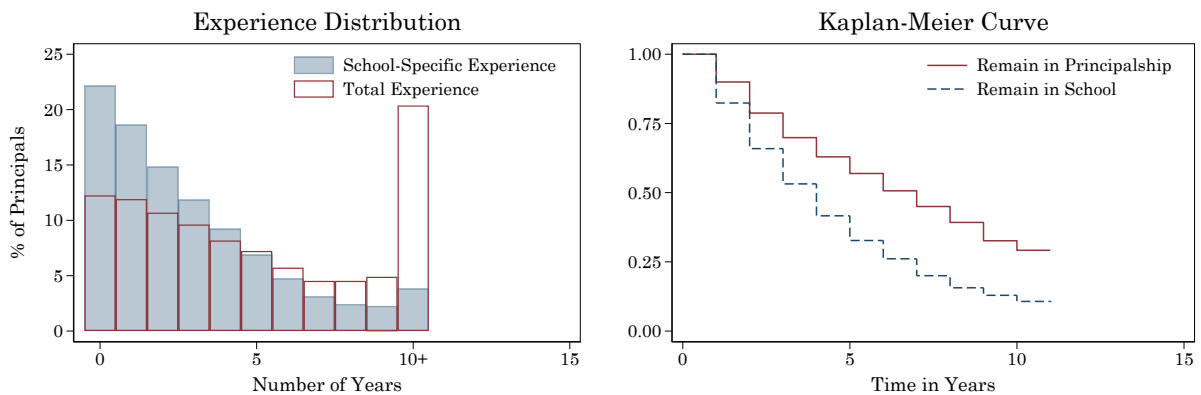 Experience Distribution
% of Principals
25
20
15
10
5
0
School-Specific Experience
Total Experience
0
5
10+
15
Number of Years
Kaplan-Meier Curve
1.00
0.75
0.50
0.25
0.00
Remain in Principalship
Remain in School
0
5
10
15
Time in Years